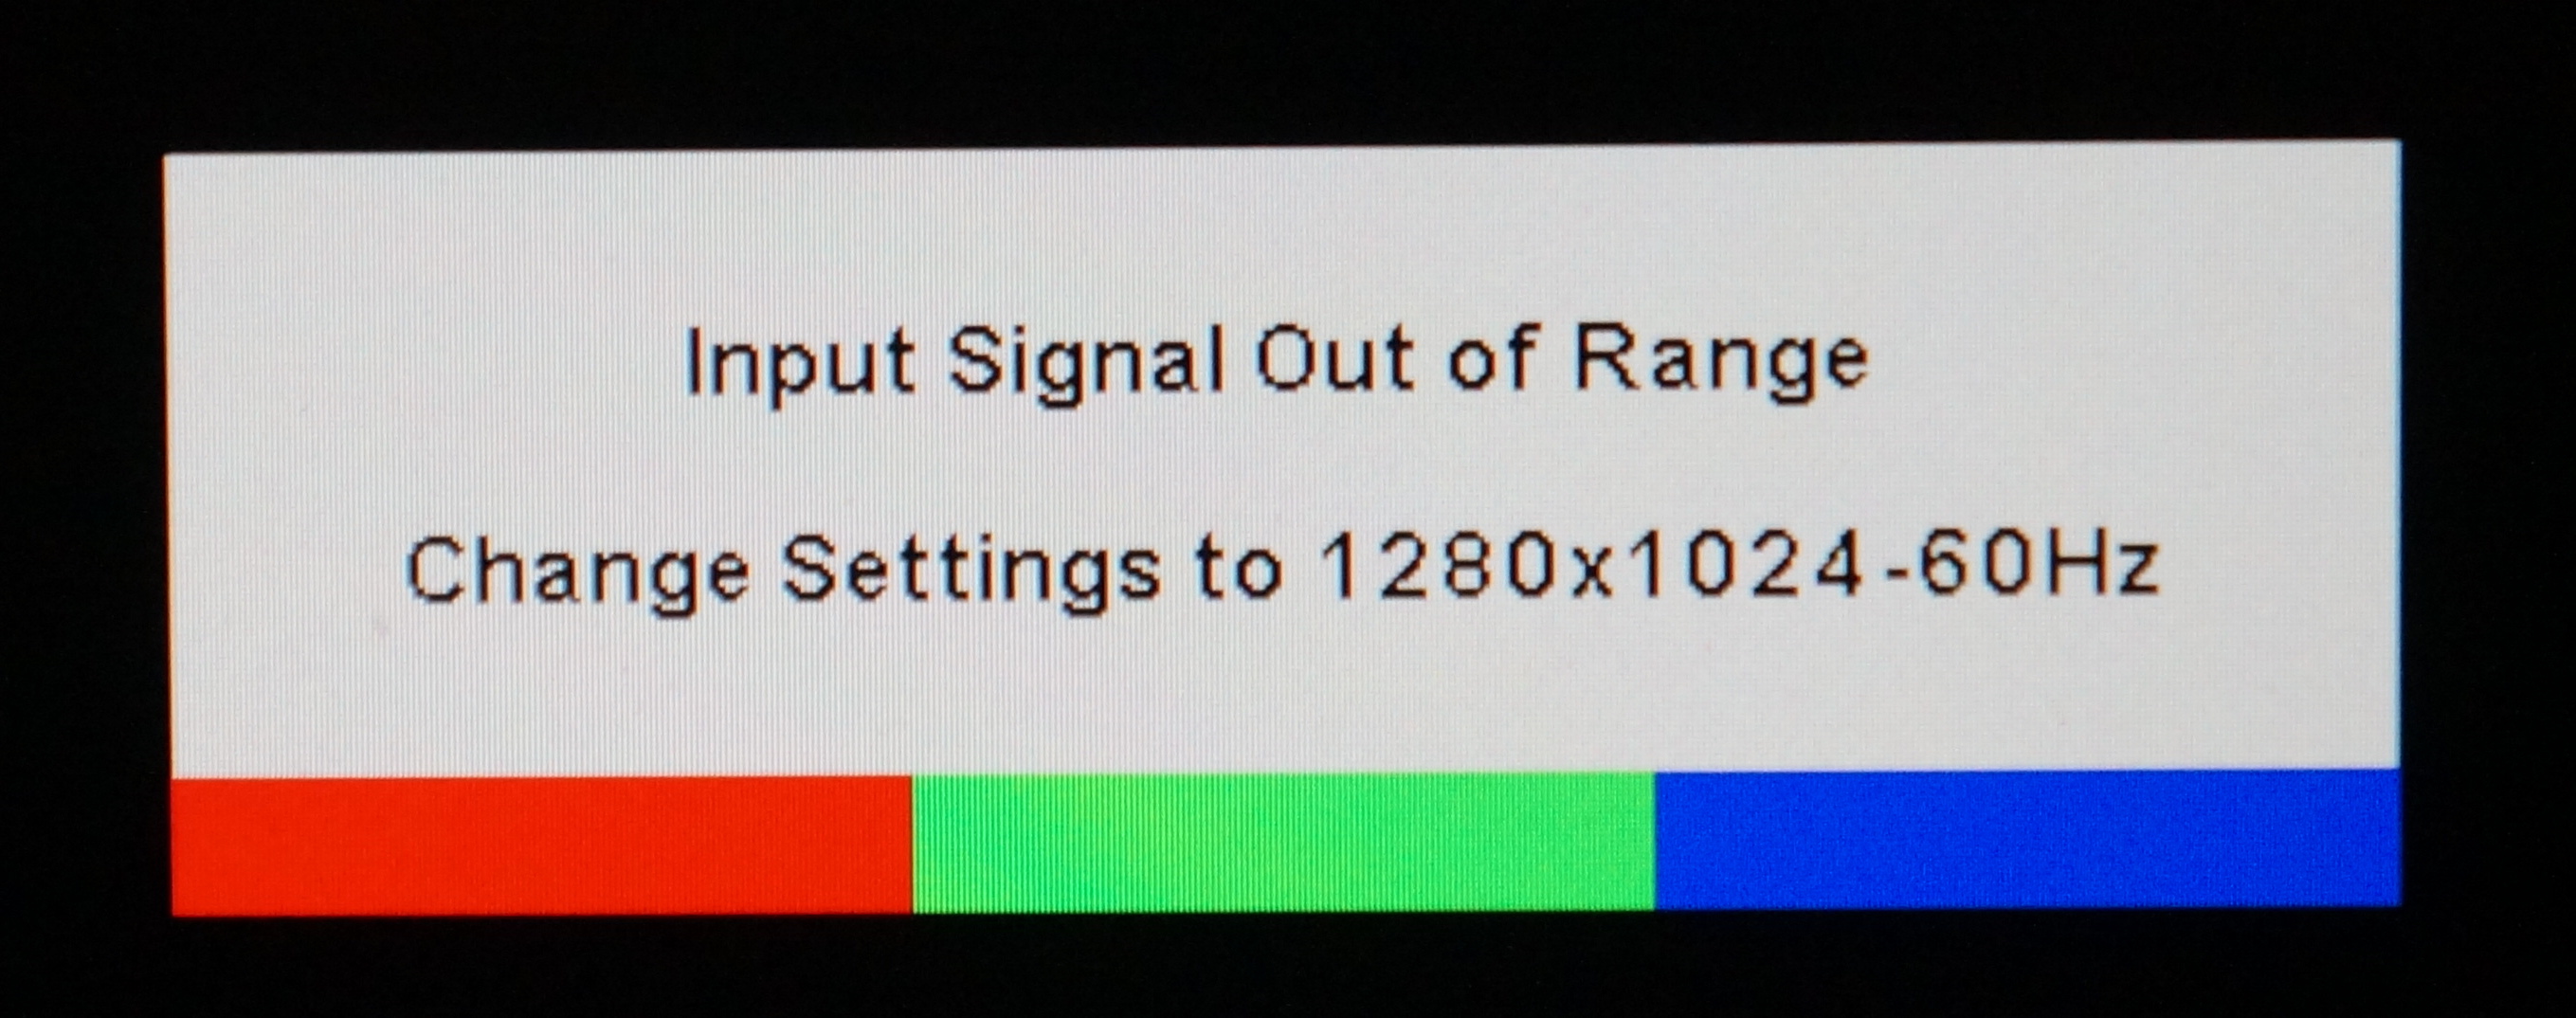 Input Signal Out of Range
Change Settings to 1280x1024-60Hz